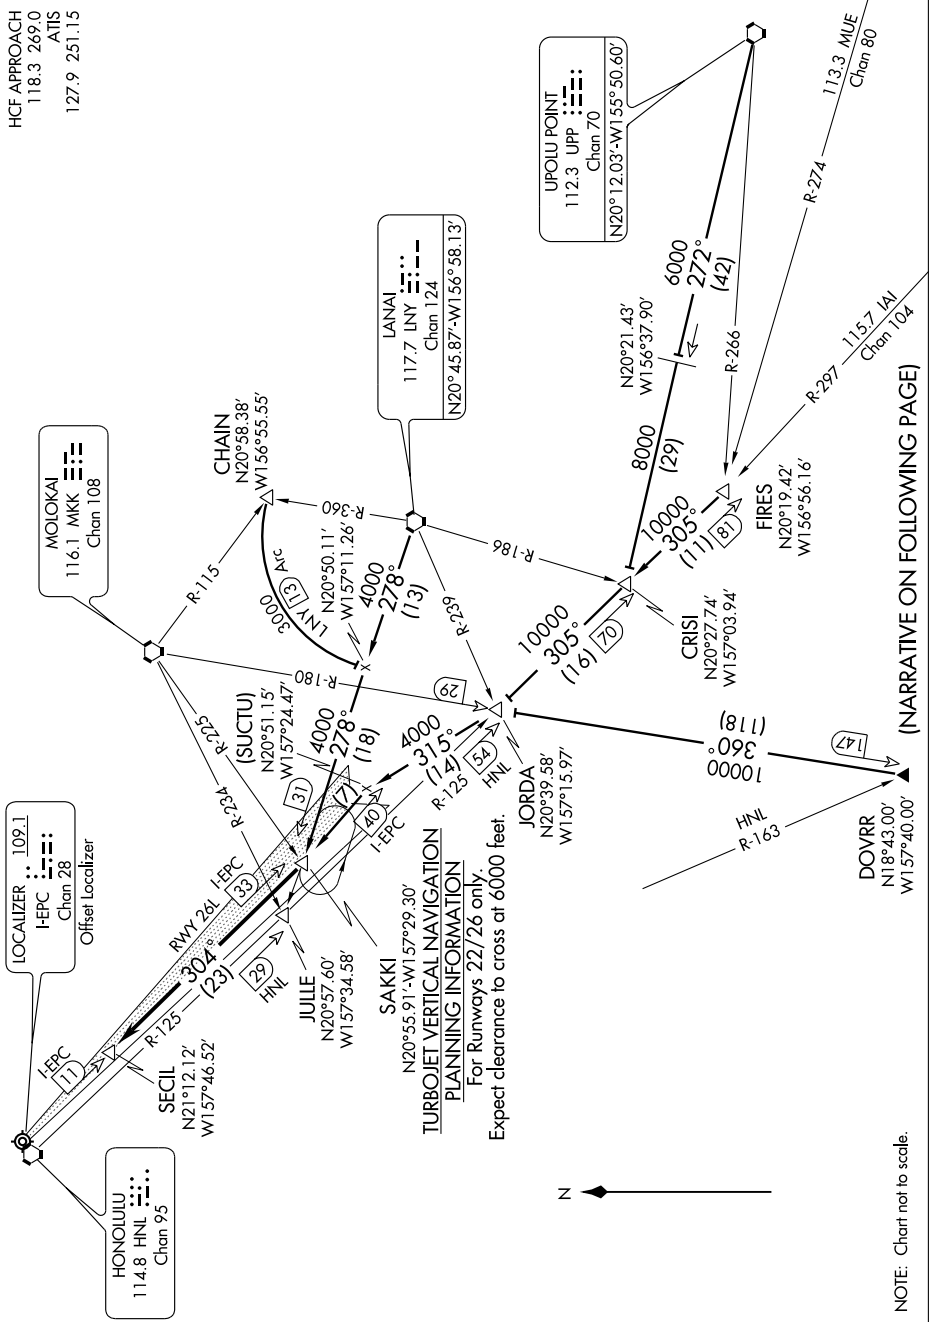 HCF APPROACH
118.3 269.0
ATIS
127.9 251.15
LOCALIZER 109.1
I-EPC
Chan 28
Offset Localizer
HONOLULU
114.8 HNL
Chan 95
MOLOKAI
116.1 MKK
Chan 108
LANAI
117.7 LNY
Chan 124
N20°45.87'-W156°58.13'
UPOLU POINT
112.3 UPP
Chan 70
N20°12.03'-W155°50.60'
CHAIN
N20°58.38'
W156°55.55'
R-115
R-360
3000
LNY 13 Arc
N20°50.11'
W157°11.26'
4000
278°
(13)
R-186
R-239
R-180
R-225
R-234
(SUCTU)
N20°51.15'
W157°24.47'
4000
278°
(18)
4000
315°
(14)
R-125
54
HNL
29
31
(7)
40
I-EPC
I-EPC
33
RWY 26L
304°
(23)
29
HNL
R-125
I-EPC
11
SECIL
N21°12.12'
W157°46.52'
JULLE
N20°57.60'
W157°34.58'
SAKKI
N20°55.91'-W157°29.30'
TURBOJET VERTICAL NAVIGATION
PLANNING INFORMATION
For Runways 22/26 only.
Expect clearance to cross at 6000 feet.
JORDA
N20°39.58'
W157°15.97'
10000
305°
(16)
70
CRISI
N20°27.74'
W157°03.94'
10000
305°
(11)
81
FIRES
N20°19.42'
W156°56.16'
8000
(29)
N20°21.43'
W156°37.90'
6000
272°
(42)
R-266
R-274
113.3 MUE
Chan 80
R-297
115.7 IAI
Chan 104
10000
360°
(118)
147
HNL
R-163
DOVRR
N18°43.00'
W157°40.00'
N
(NARRATIVE ON FOLLOWING PAGE)
NOTE: Chart not to scale.